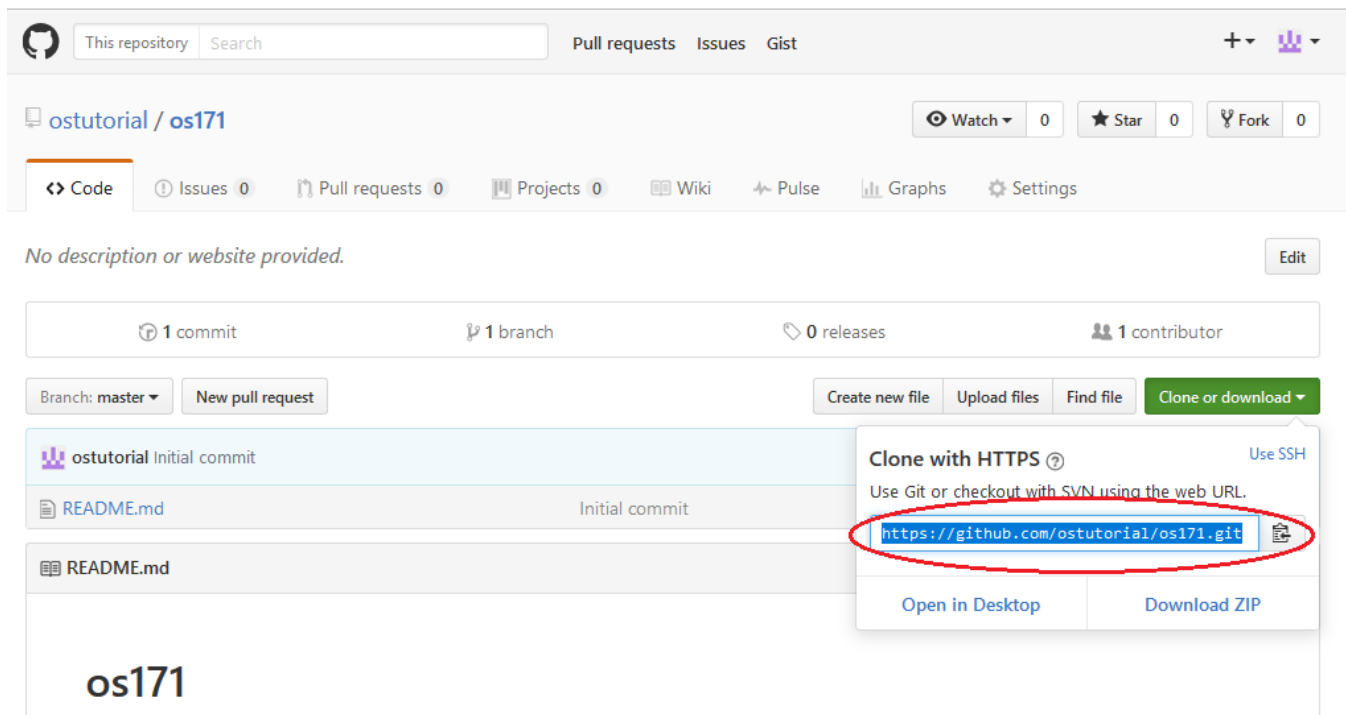 This repository Search Pull requests Issues Gist
ostutorial / os171 Watch 0 Star 0 Fork 0
Code Issues 0 Pull requests 0 Projects 0 Wiki Pulse Graphs Settings
No description or website provided. Edit
1 commit 1 branch 0 releases 1 contributor
Branch: master New pull request Create new file Upload files Find file Clone or download
ostutorial Initial commit
README.md Initial commit
README.md
os171
Clone with HTTPS ? Use SSH
Use Git or checkout with SVN using the web URL.
https://github.com/ostutorial/os171.git
Open in Desktop Download ZIP